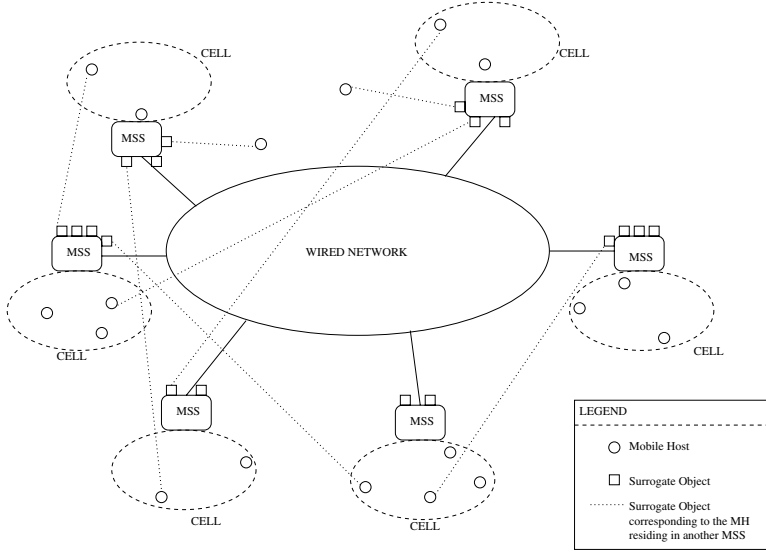 CELL
CELL
MSS
MSS
MSS
WIRED NETWORK
MSS
CELL
CELL
MSS
MSS
CELL
CELL
LEGEND
Mobile Host
Surrogate Object
Surrogate Object
corresponding to the MH
residing in another MSS